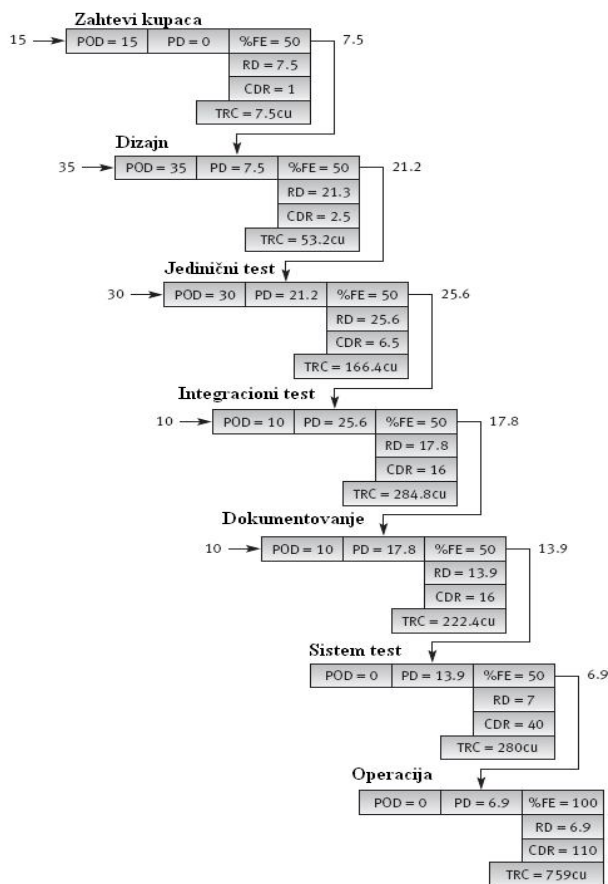 Zahtevi kupaca
15 POD = 15 PD = 0 %FE = 50 7.5
RD = 7.5
CDR = 1
TRC = 7.5cu
Dizajn
35 POD = 35 PD = 7.5 %FE = 50 21.2
RD = 21.3
CDR = 2.5
TRC = 53.2cu
Jedinični test
30 POD = 30 PD = 21.2 %FE = 50 25.6
RD = 25.6
CDR = 6.5
TRC = 166.4cu
Integracioni test
10 POD = 10 PD = 25.6 %FE = 50 17.8
RD = 17.8
CDR = 16
TRC = 284.8cu
Dokumentovanje
10 POD = 10 PD = 17.8 %FE = 50 13.9
RD = 13.9
CDR = 16
TRC = 222.4cu
Sistem test
POD = 0 PD = 13.9 %FE = 50 6.9
RD = 7
CDR = 40
TRC = 280cu
Operacija
POD = 0 PD = 6.9 %FE = 100
RD = 6.9
CDR = 110
TRC = 759cu